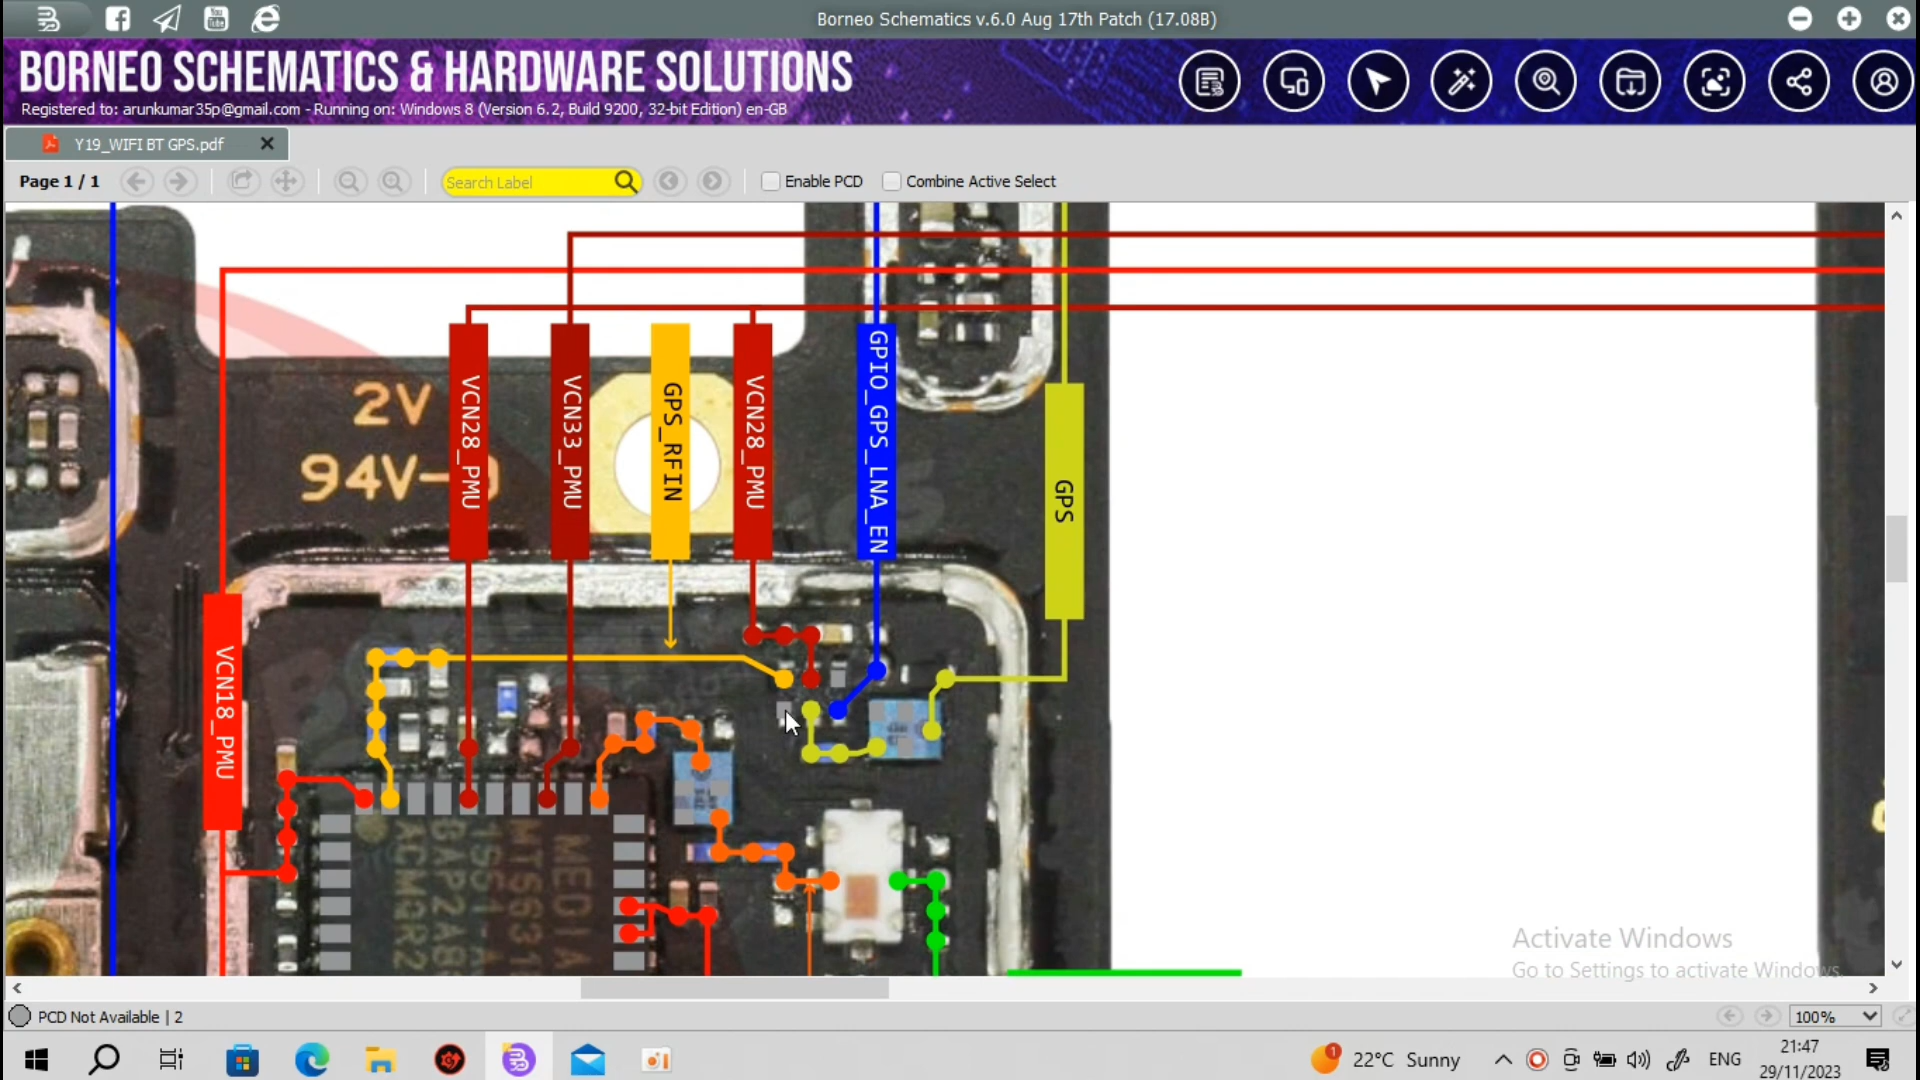 Borneo Schematics v.6.0 Aug 17th Patch (17.08B)
BORNEO SCHEMATICS & HARDWARE SOLUTIONS
Registered to: arunkumar35p@gmail.com - Running on: Windows 8 (Version 6.2, Build 9200, 32-bit Edition) en-GB
Y19_WIFI BT GPS.pdf
Page 1 / 1
Search Label
Enable PCD
Combine Active Select
2V
94V-0
VCN28_PMU
VCN33_PMU
GPS_RFIN
VCN28_PMU
GPIO_GPS_LNA_EN
GPS
VCN18_PMU
Activate Windows
Go to Settings to activate Windows.
PCD Not Available | 2
100%
1
22°C Sunny
ENG
21:47
29/11/2023